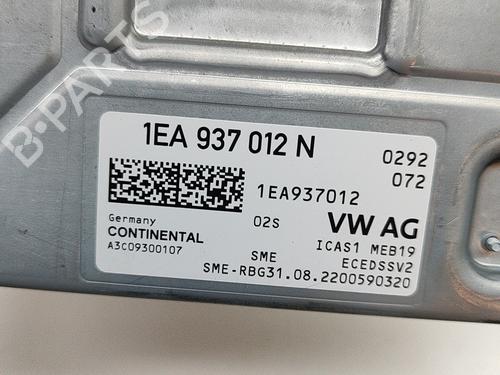 B-PARTS
1EA 937 012 N
0292
072
1EA937012
Germany
02S
VW AG
CONTINENTAL
ICAS1 MEB19
A3C09300107
SME
ECEDSSV2
SME-RBG31.08.2200590320